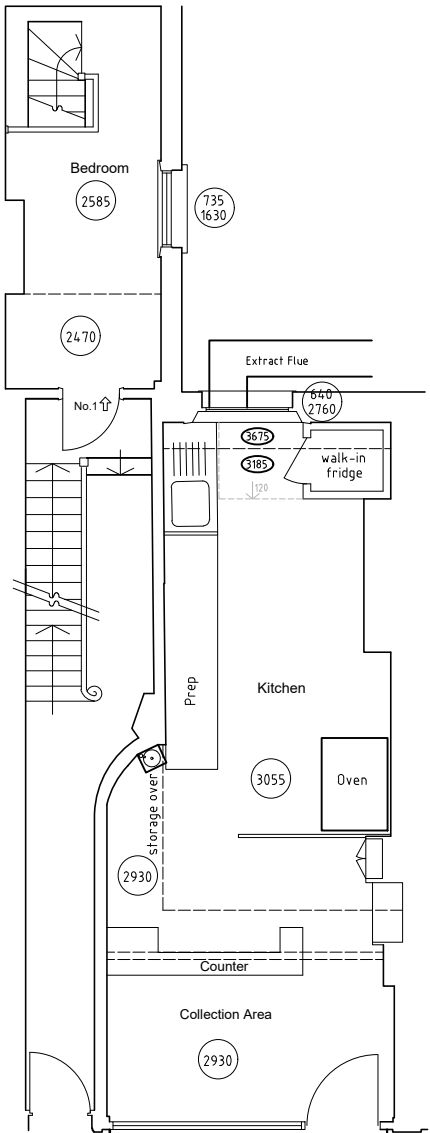 Bedroom
2585
735
1630
2470
Extract Flue
640
2760
No.1
3675
3185
walk-in
fridge
120
Prep
Kitchen
3055
Oven
storage over
2930
Counter
Collection Area
2930